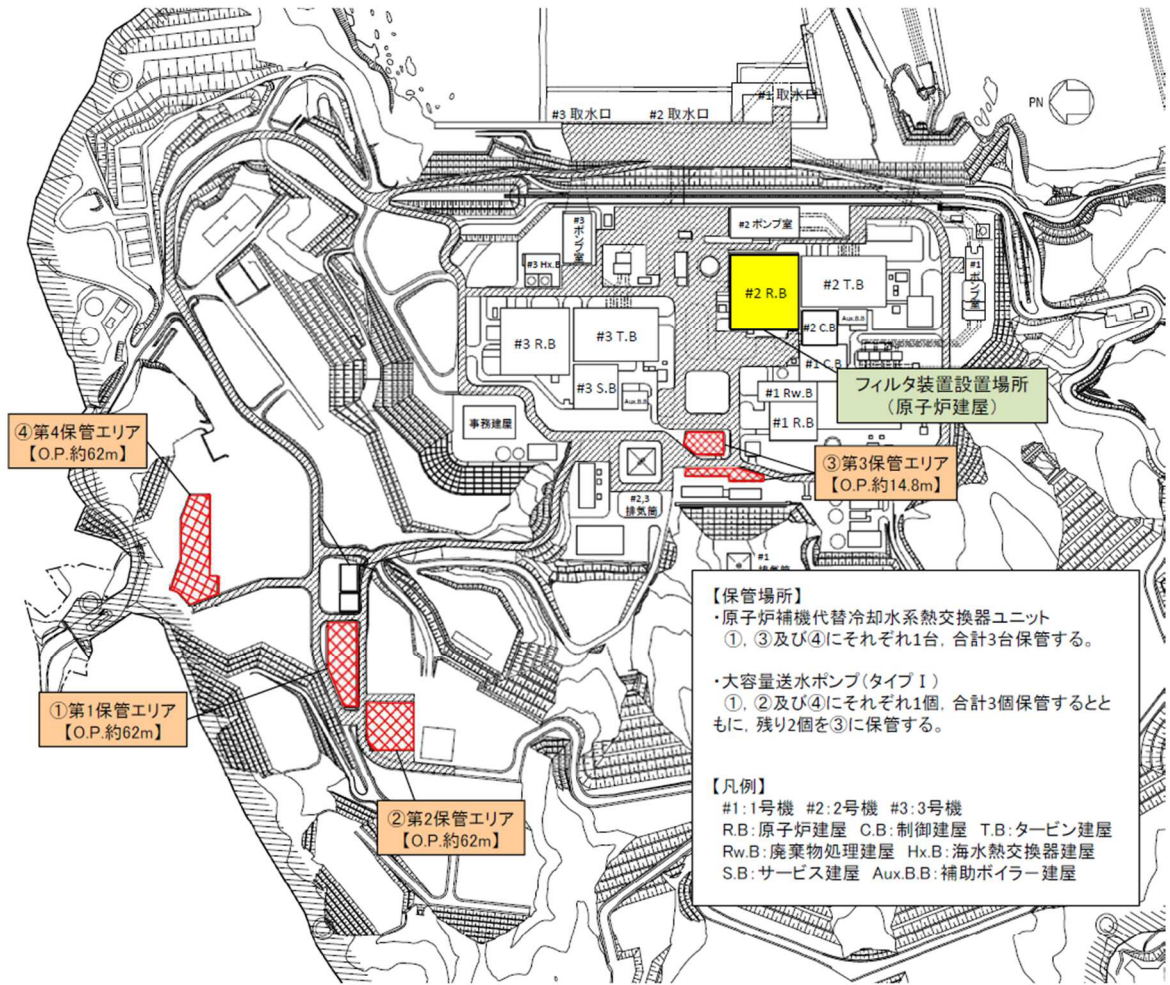 #1 取水口
#3 取水口
#2 取水口
PN
#3
ポンプ室
#2 ポンプ室
#1
ポンプ室
#3 Hx.B
#2 R.B
#2 T.B
#2 C.B
Aux.B.B
#3 R.B
#3 T.B
#1 C.B
フィルタ装置設置場所
(原子炉建屋)
#3 S.B
Aux.B.B
#1 Rw.B
#1 R.B
事務建屋
④第4保管エリア
【O.P.約62m】
③第3保管エリア
【O.P.約14.8m】
#2,3
排気筒
#1
排気筒
①第1保管エリア
【O.P.約62m】
②第2保管エリア
【O.P.約62m】
【保管場所】
・原子炉補機代替冷却水系熱交換器ユニット
①, ③及び④にそれぞれ1台, 合計3台保管する。
・大容量送水ポンプ(タイプⅠ)
①, ②及び④にそれぞれ1個, 合計3個保管するとと
もに, 残り2個を③に保管する。
【凡例】
#1:1号機 #2:2号機 #3:3号機
R.B:原子炉建屋 C.B:制御建屋 T.B:タービン建屋
Rw.B:廃棄物処理建屋 Hx.B:海水熱交換器建屋
S.B:サービス建屋 Aux.B.B:補助ボイラー建屋